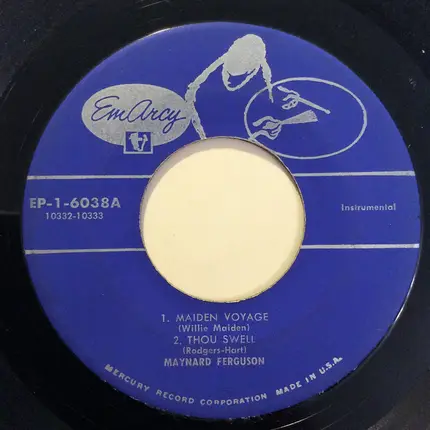 EmArcy
EP-1-6038A
10332-10333
Instrumental
1. MAIDEN VOYAGE
(Willie Maiden)
2. THOU SWELL
(Rodgers-Hart)
MAYNARD FERGUSON
MERCURY RECORD CORPORATION MADE IN U.S.A.